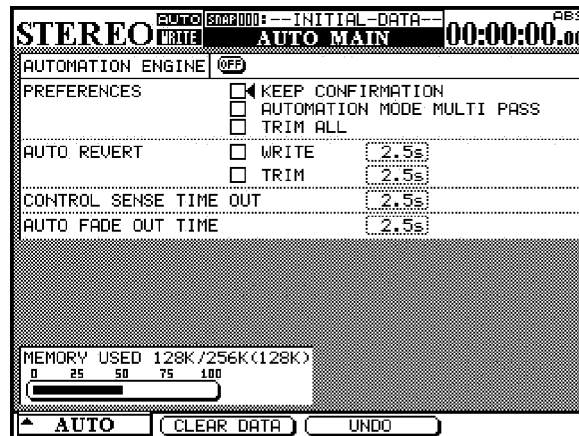 STEREO AUTO WRITE SNAP000:--INITIAL-DATA-- ABS
AUTO MAIN 00:00:00.00
AUTOMATION ENGINE OFF
PREFERENCES KEEP CONFIRMATION
AUTOMATION MODE MULTI PASS
TRIM ALL
AUTO REVERT WRITE 2.5s
TRIM 2.5s
CONTROL SENSE TIME OUT 2.5s
AUTO FADE OUT TIME 2.5s
MEMORY USED 128K/256K(128K)
0 25 50 75 100
AUTO CLEAR DATA UNDO